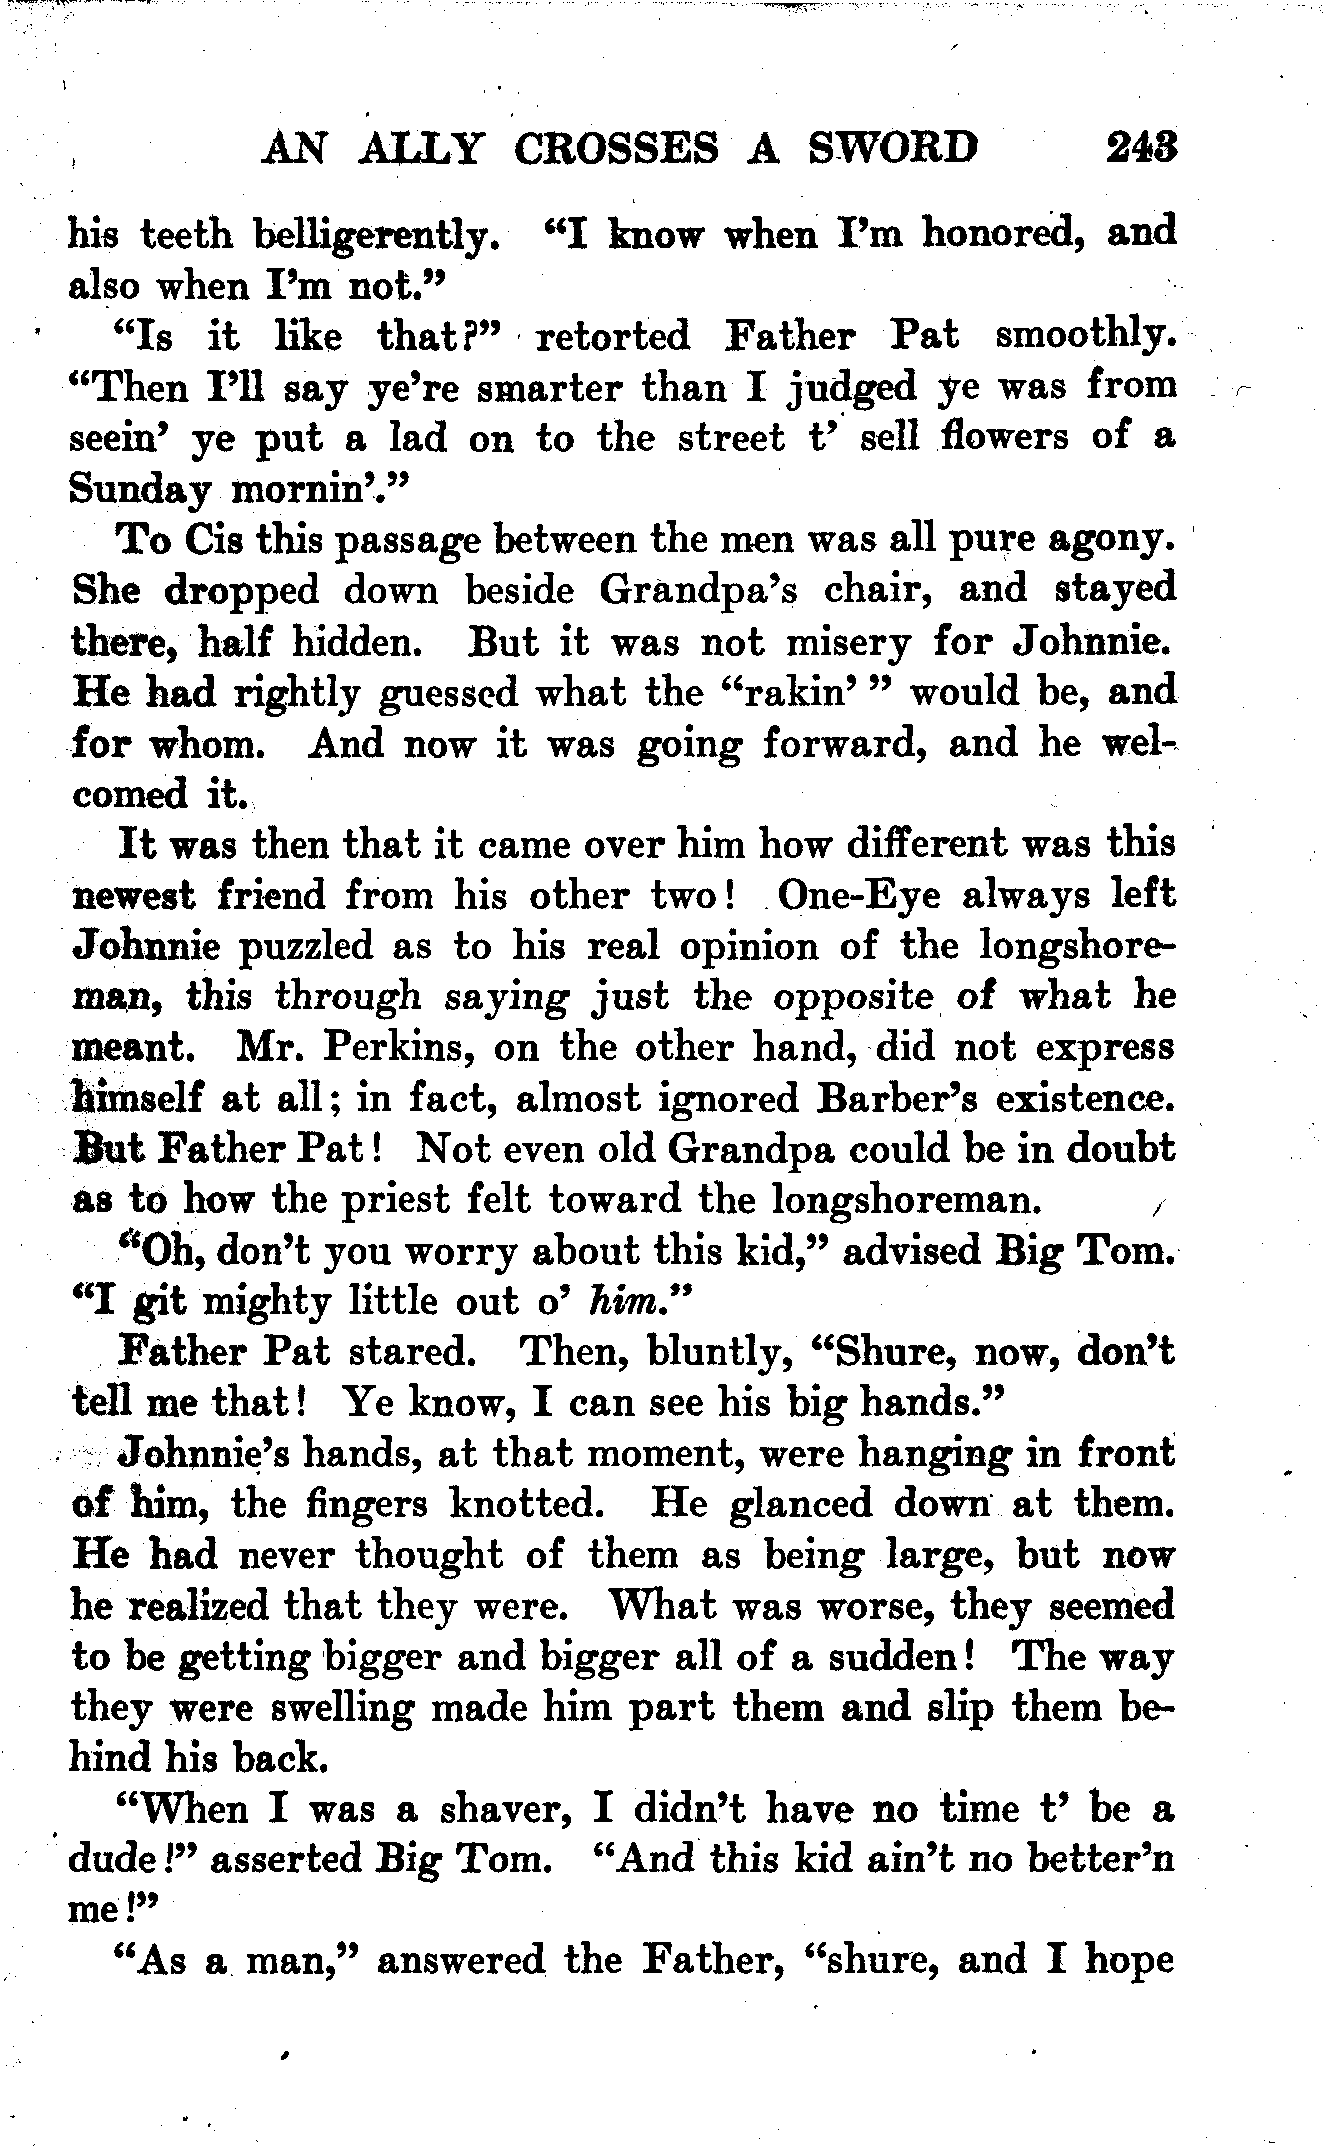 AN ALLY CROSSES A SWORD 243
his teeth belligerently. “I know when I’m honored, and
also when I’m not.”
“Is it like that?” retorted Father Pat smoothly.
“Then I’ll say ye’re smarter than I judged ye was from
seein’ ye put a lad on to the street t’ sell flowers of a
Sunday mornin’.”
To Cis this passage between the men was all pure agony.
She dropped down beside Grandpa’s chair, and stayed
there, half hidden. But it was not misery for Johnnie.
He had rightly guessed what the “rakin’ ” would be, and
for whom. And now it was going forward, and he wel-
comed it.
It was then that it came over him how different was this
newest friend from his other two! One-Eye always left
Johnnie puzzled as to his real opinion of the longshore-
man, this through saying just the opposite of what he
meant. Mr. Perkins, on the other hand, did not express
himself at all; in fact, almost ignored Barber’s existence.
But Father Pat! Not even old Grandpa could be in doubt
as to how the priest felt toward the longshoreman.
“Oh, don’t you worry about this kid,” advised Big Tom.
“I git mighty little out o’ him.”
Father Pat stared. Then, bluntly, “Shure, now, don’t
tell me that! Ye know, I can see his big hands.”
Johnnie’s hands, at that moment, were hanging in front
of him, the fingers knotted. He glanced down at them.
He had never thought of them as being large, but now
he realized that they were. What was worse, they seemed
to be getting bigger and bigger all of a sudden! The way
they were swelling made him part them and slip them be-
hind his back.
“When I was a shaver, I didn’t have no time t’ be a
dude!” asserted Big Tom. “And this kid ain’t no better’n
me!”
“As a man,” answered the Father, “shure, and I hope